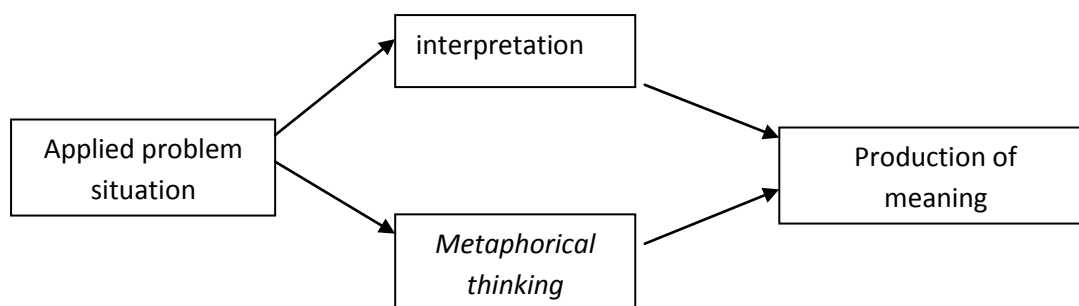 interpretation
Applied problem
situation
Production of
meaning
Metaphorical
thinking